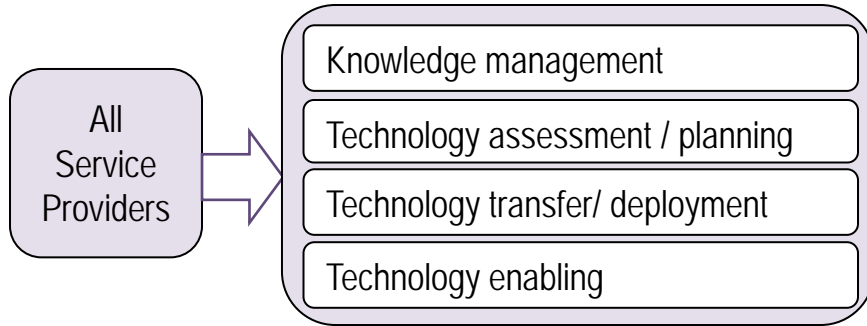 All
Service
Providers
Knowledge management
Technology assessment / planning
Technology transfer/ deployment
Technology enabling